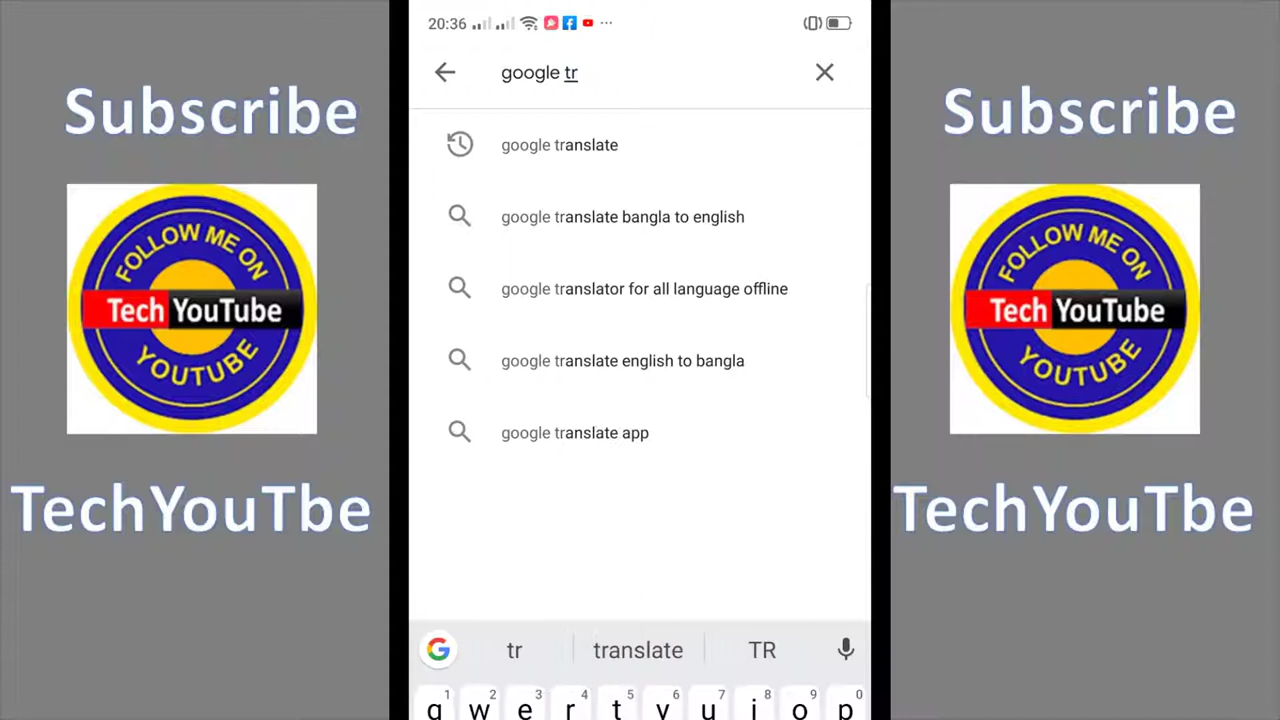 Subscribe
FOLLOW ME ON
Tech YouTube
YOUTUBE
TechYouTbe
20:36
google tr
google translate
google translate bangla to english
google translator for all language offline
google translate english to bangla
google translate app
tr translate TR
1 2 3 4 5 6 7 8 9 0
q w e r t y u i o p
Subscribe
FOLLOW ME ON
Tech YouTube
YOUTUBE
TechYouTbe